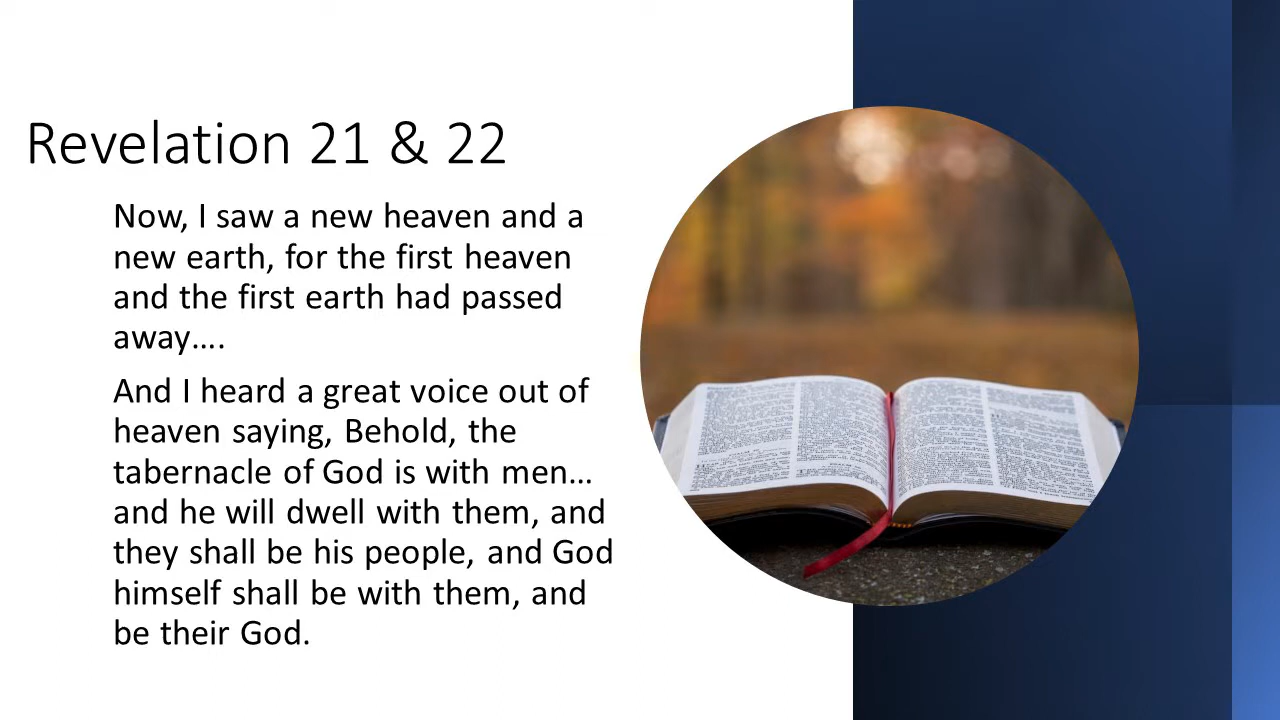 Revelation 21 & 22
Now, I saw a new heaven and a
new earth, for the first heaven
and the first earth had passed
away….
And I heard a great voice out of
heaven saying, Behold, the
tabernacle of God is with men…
and he will dwell with them, and
they shall be his people, and God
himself shall be with them, and
be their God.